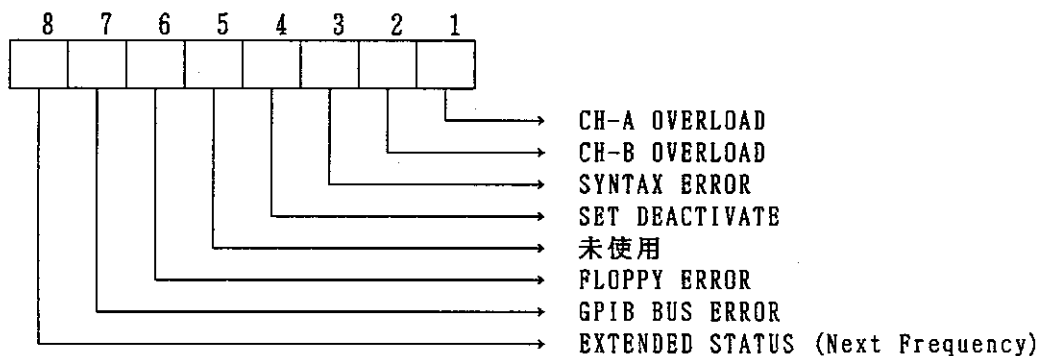 8 7 6 5 4 3 2 1
CH-A OVERLOAD
CH-B OVERLOAD
SYNTAX ERROR
SET DEACTIVATE
未使用
FLOPPY ERROR
GPIB BUS ERROR
EXTENDED STATUS (Next Frequency)